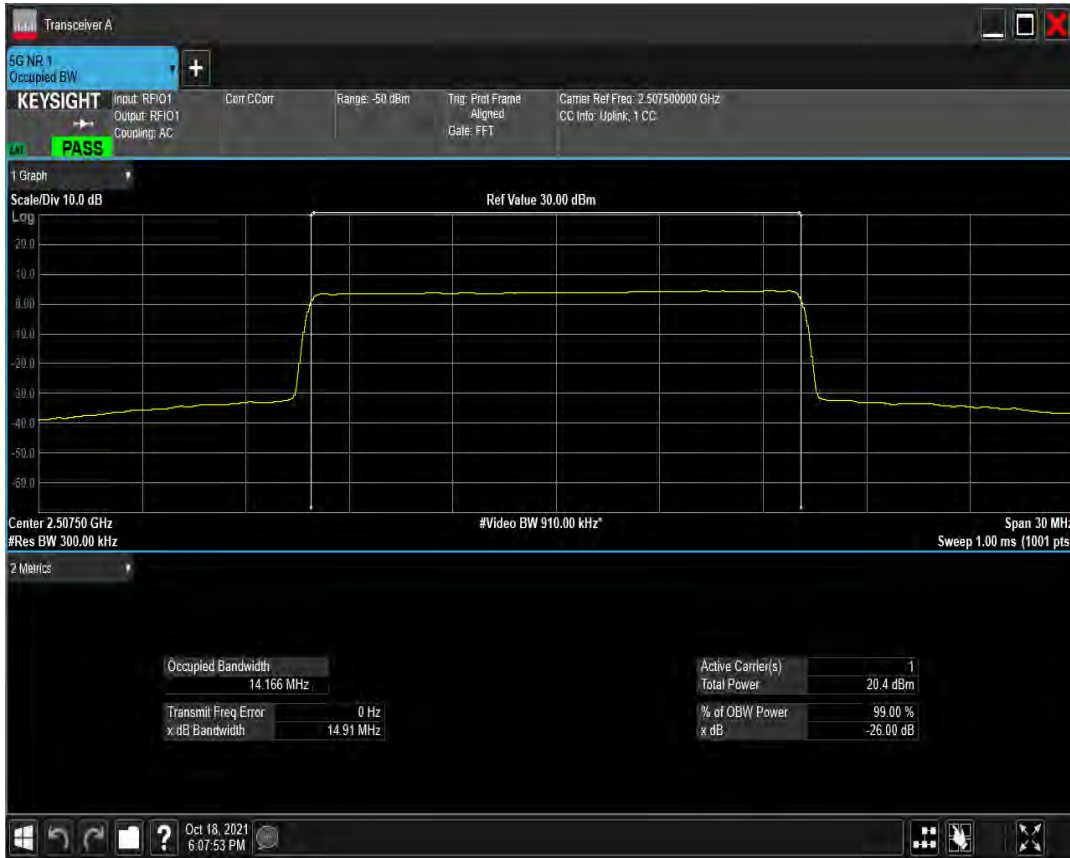 Transceiver A
5G NR 1
Occupied BW
+
KEYSIGHT
Input: RFIO1
Output: RFIO1
Coupling: AC
Corr CCorr
Range: -50 dBm
Trig: Prot Frame
Aligned
Gate: FFT
Carrier Ref Freq: 2.507500000 GHz
CC Info: Uplink, 1 CC
PASS
1 Graph
Scale/Div 10.0 dB
Ref Value 30.00 dBm
Log
20.0
10.0
0.00
-10.0
-20.0
-30.0
-40.0
-50.0
-60.0
Center 2.50750 GHz
#Video BW 910.00 kHz*
Span 30 MHz
#Res BW 300.00 kHz
Sweep 1.00 ms (1001 pts
2 Metrics
Occupied Bandwidth
14.166 MHz
Transmit Freq Error 0 Hz
x dB Bandwidth 14.91 MHz
Active Carrier(s) 1
Total Power 20.4 dBm
% of OBW Power 99.00 %
x dB -26.00 dB
?
Oct 18, 2021
6:07:53 PM